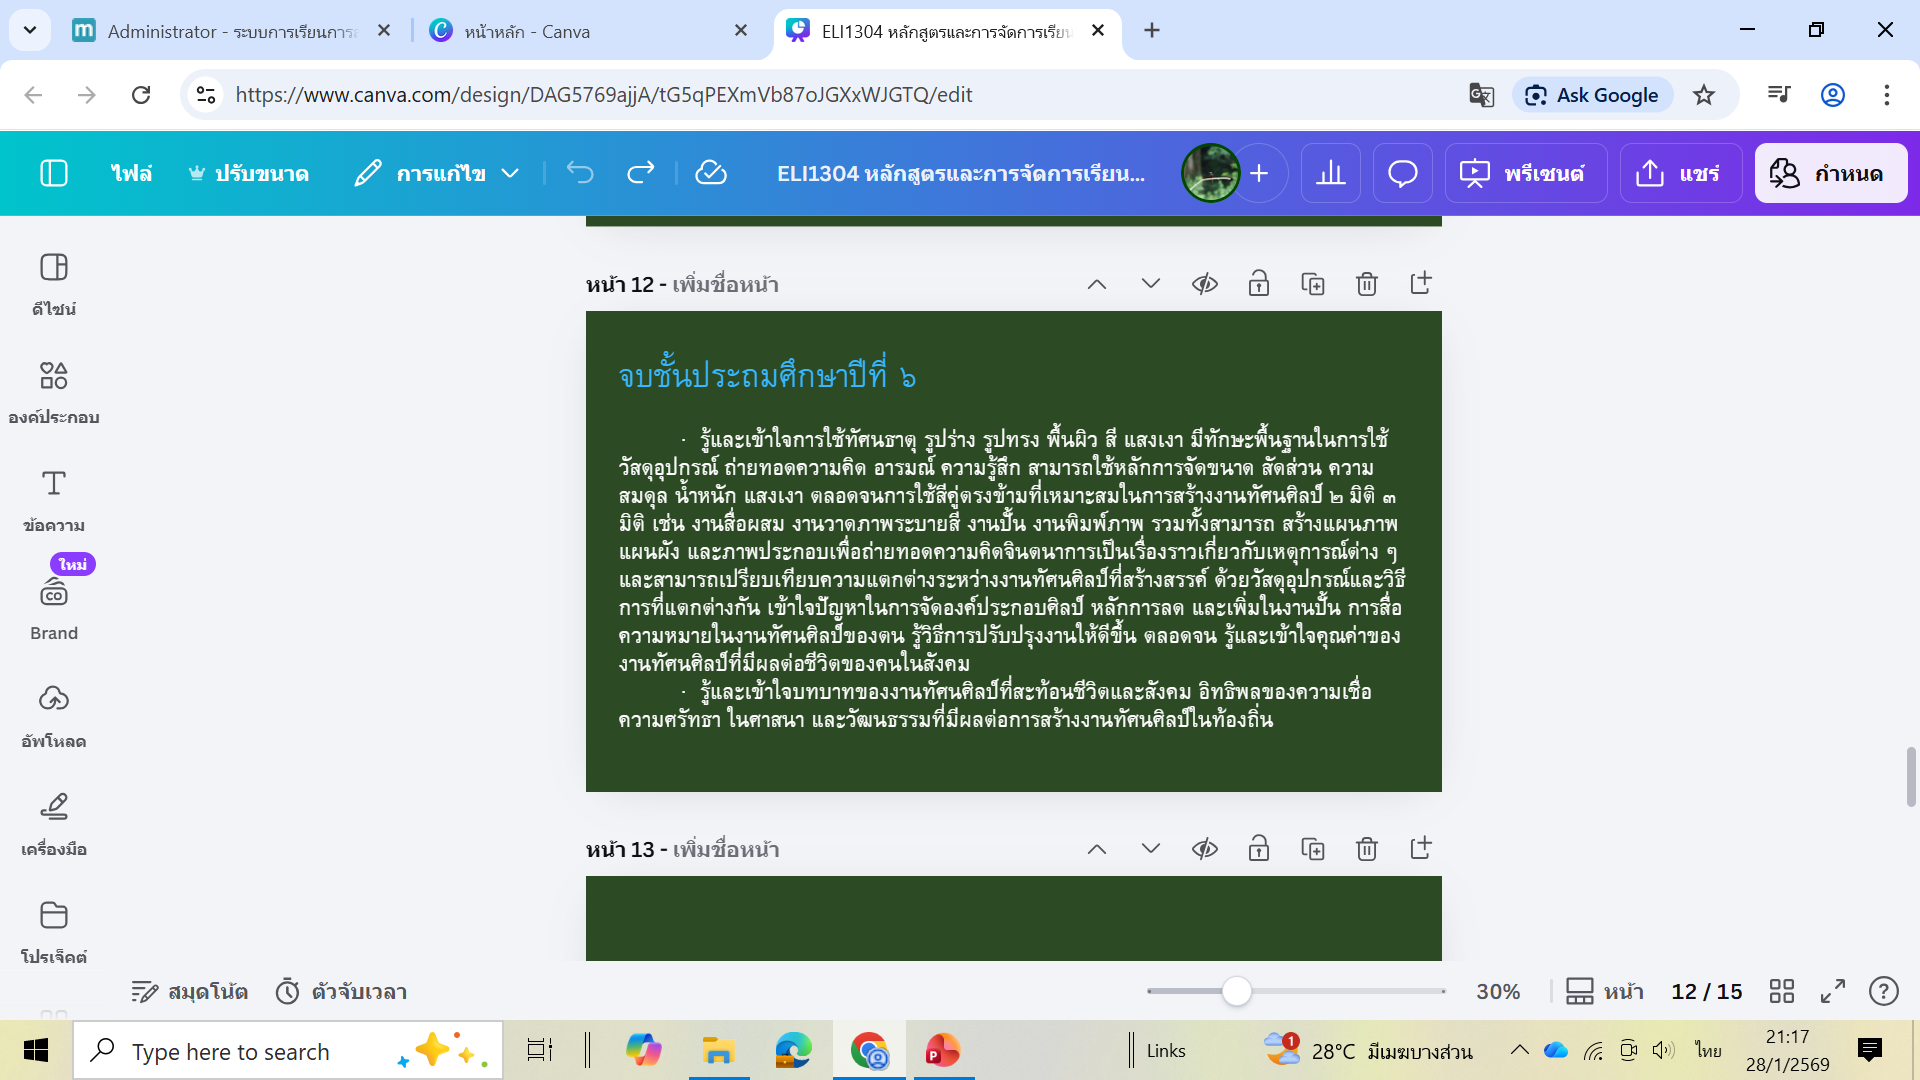 Administrator - ระบบการเรียนการส
หน้าหลัก - Canva
ELI1304 หลักสูตรและการจัดการเรียน
https://www.canva.com/design/DAG5769ajjA/tG5qPEXmVb87oJGXxWJGTQ/edit
Ask Google
ไฟล์
ปรับขนาด
การแก้ไข
ELI1304 หลักสูตรและการจัดการเรียน...
พรีเซนต์
แชร์
กำหนด
ดีไซน์
องค์ประกอบ
ข้อความ
ใหม่
Brand
อัพโหลด
เครื่องมือ
โปรเจ็คต์
หน้า 12 - เพิ่มชื่อหน้า
จบชั้นประถมศึกษาปีที่ ๖
· รู้และเข้าใจการใช้ทัศนธาตุ รูปร่าง รูปทรง พื้นผิว สี แสงเงา มีทักษะพื้นฐานในการใช้
วัสดุอุปกรณ์ ถ่ายทอดความคิด อารมณ์ ความรู้สึก สามารถใช้หลักการจัดขนาด สัดส่วน ความ
สมดุล น้ำหนัก แสงเงา ตลอดจนการใช้สีคู่ตรงข้ามที่เหมาะสมในการสร้างงานทัศนศิลป์ ๒ มิติ ๓
มิติ เช่น งานสื่อผสม งานวาดภาพระบายสี งานปั้น งานพิมพ์ภาพ รวมทั้งสามารถ สร้างแผนภาพ
แผนผัง และภาพประกอบเพื่อถ่ายทอดความคิดจินตนาการเป็นเรื่องราวเกี่ยวกับเหตุการณ์ต่าง ๆ
และสามารถเปรียบเทียบความแตกต่างระหว่างงานทัศนศิลป์ที่สร้างสรรค์ ด้วยวัสดุอุปกรณ์และวิธี
การที่แตกต่างกัน เข้าใจปัญหาในการจัดองค์ประกอบศิลป์ หลักการลด และเพิ่มในงานปั้น การสื่อ
ความหมายในงานทัศนศิลป์ของตน รู้วิธีการปรับปรุงงานให้ดีขึ้น ตลอดจน รู้และเข้าใจคุณค่าของ
งานทัศนศิลป์ที่มีผลต่อชีวิตของคนในสังคม
· รู้และเข้าใจบทบาทของงานทัศนศิลป์ที่สะท้อนชีวิตและสังคม อิทธิพลของความเชื่อ
ความศรัทธา ในศาสนา และวัฒนธรรมที่มีผลต่อการสร้างงานทัศนศิลป์ในท้องถิ่น
หน้า 13 - เพิ่มชื่อหน้า
สมุดโน้ต
ตัวจับเวลา
30%
หน้า
12 / 15
Type here to search
Links
1
28°C มีเมฆบางส่วน
ไทย
21:17
28/1/2569